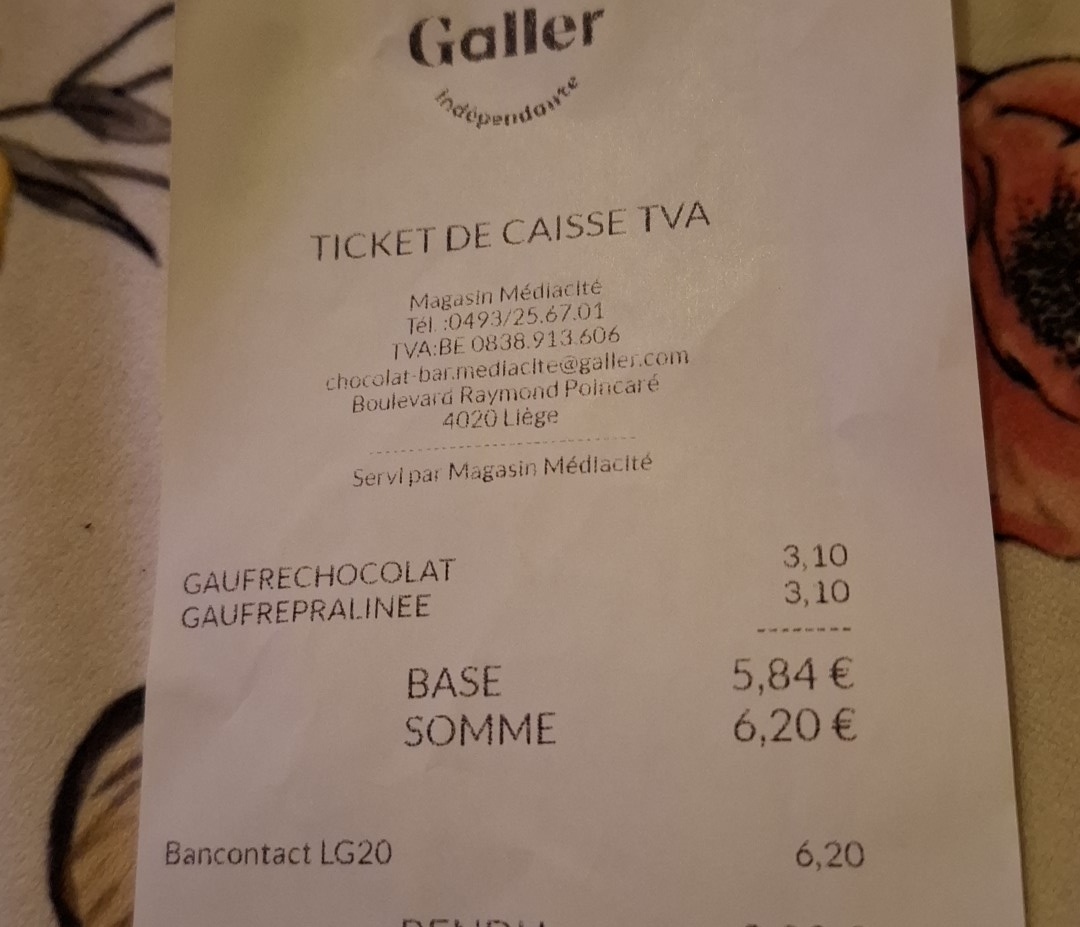 Galler
indépendante
TICKET DE CAISSE TVA
Magasin Médiacité
Tél. :0493/25.67.01
TVA:BE 0838.913.606
chocolat-bar.mediacite@galler.com
Boulevard Raymond Poincaré
4020 Liège
Servi par Magasin Médiacité
GAUFRECHOCOLAT 3,10
GAUFREPRALINEE 3,10
BASE 5,84 €
SOMME 6,20 €
Bancontact LG20 6,20